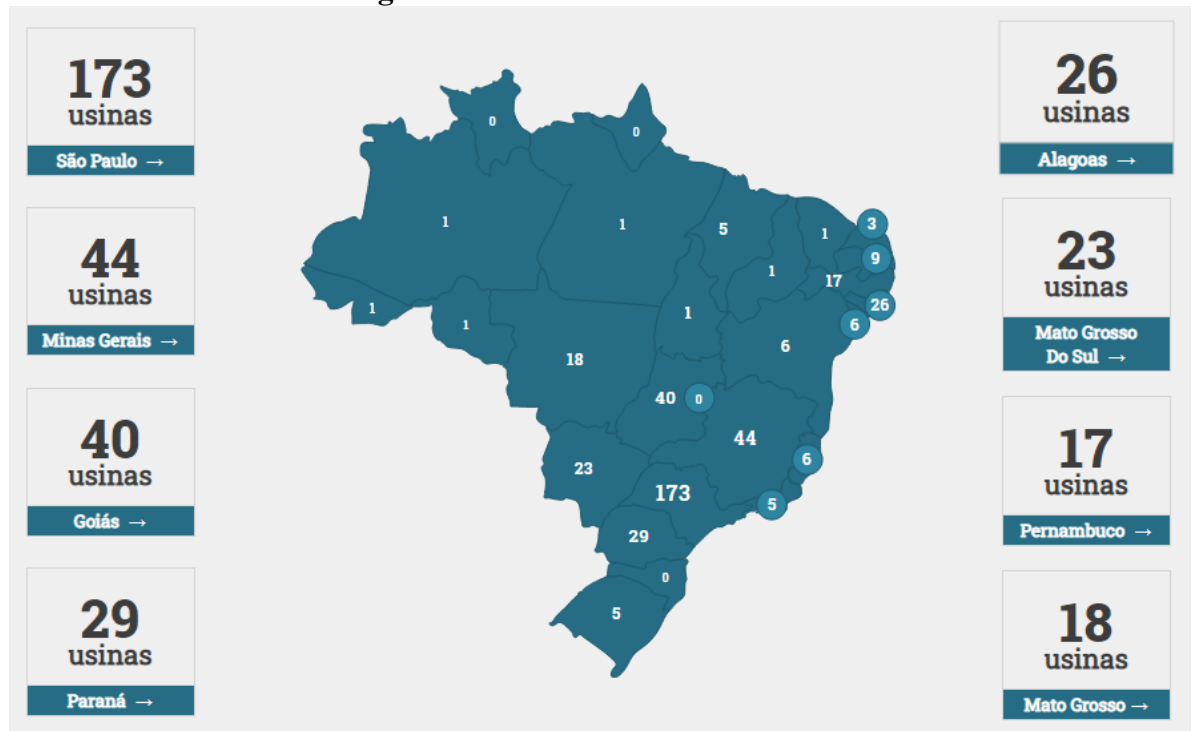 173
usinas
São Paulo →
44
usinas
Minas Gerais →
40
usinas
Goiás →
29
usinas
Paraná →
0
0
1
1
5
1
3
9
1
17
26
6
1
1
1
18
6
40
0
44
23
6
173
5
29
0
5
26
usinas
Alagoas →
23
usinas
Mato Grosso
Do Sul →
17
usinas
Pernambuco →
18
usinas
Mato Grosso →